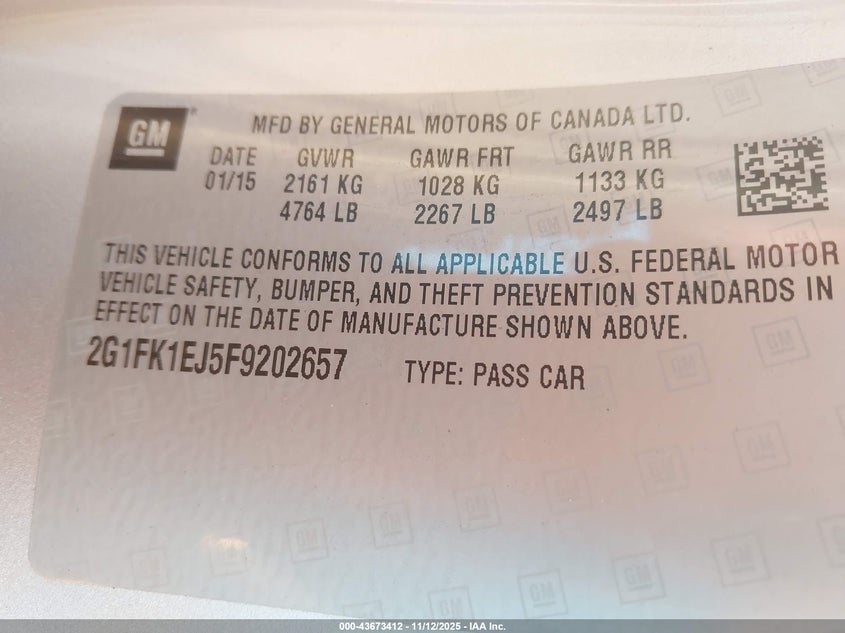 GM
MFD BY GENERAL MOTORS OF CANADA LTD.
DATE GVWR GAWR FRT GAWR RR
01/15 2161 KG 1028 KG 1133 KG
4764 LB 2267 LB 2497 LB
THIS VEHICLE CONFORMS TO ALL APPLICABLE U.S. FEDERAL MOTOR
VEHICLE SAFETY, BUMPER, AND THEFT PREVENTION STANDARDS IN
EFFECT ON THE DATE OF MANUFACTURE SHOWN ABOVE.
2G1FK1EJ5F9202657 TYPE: PASS CAR
000-43673412 - 11/12/2025 - IAA Inc.